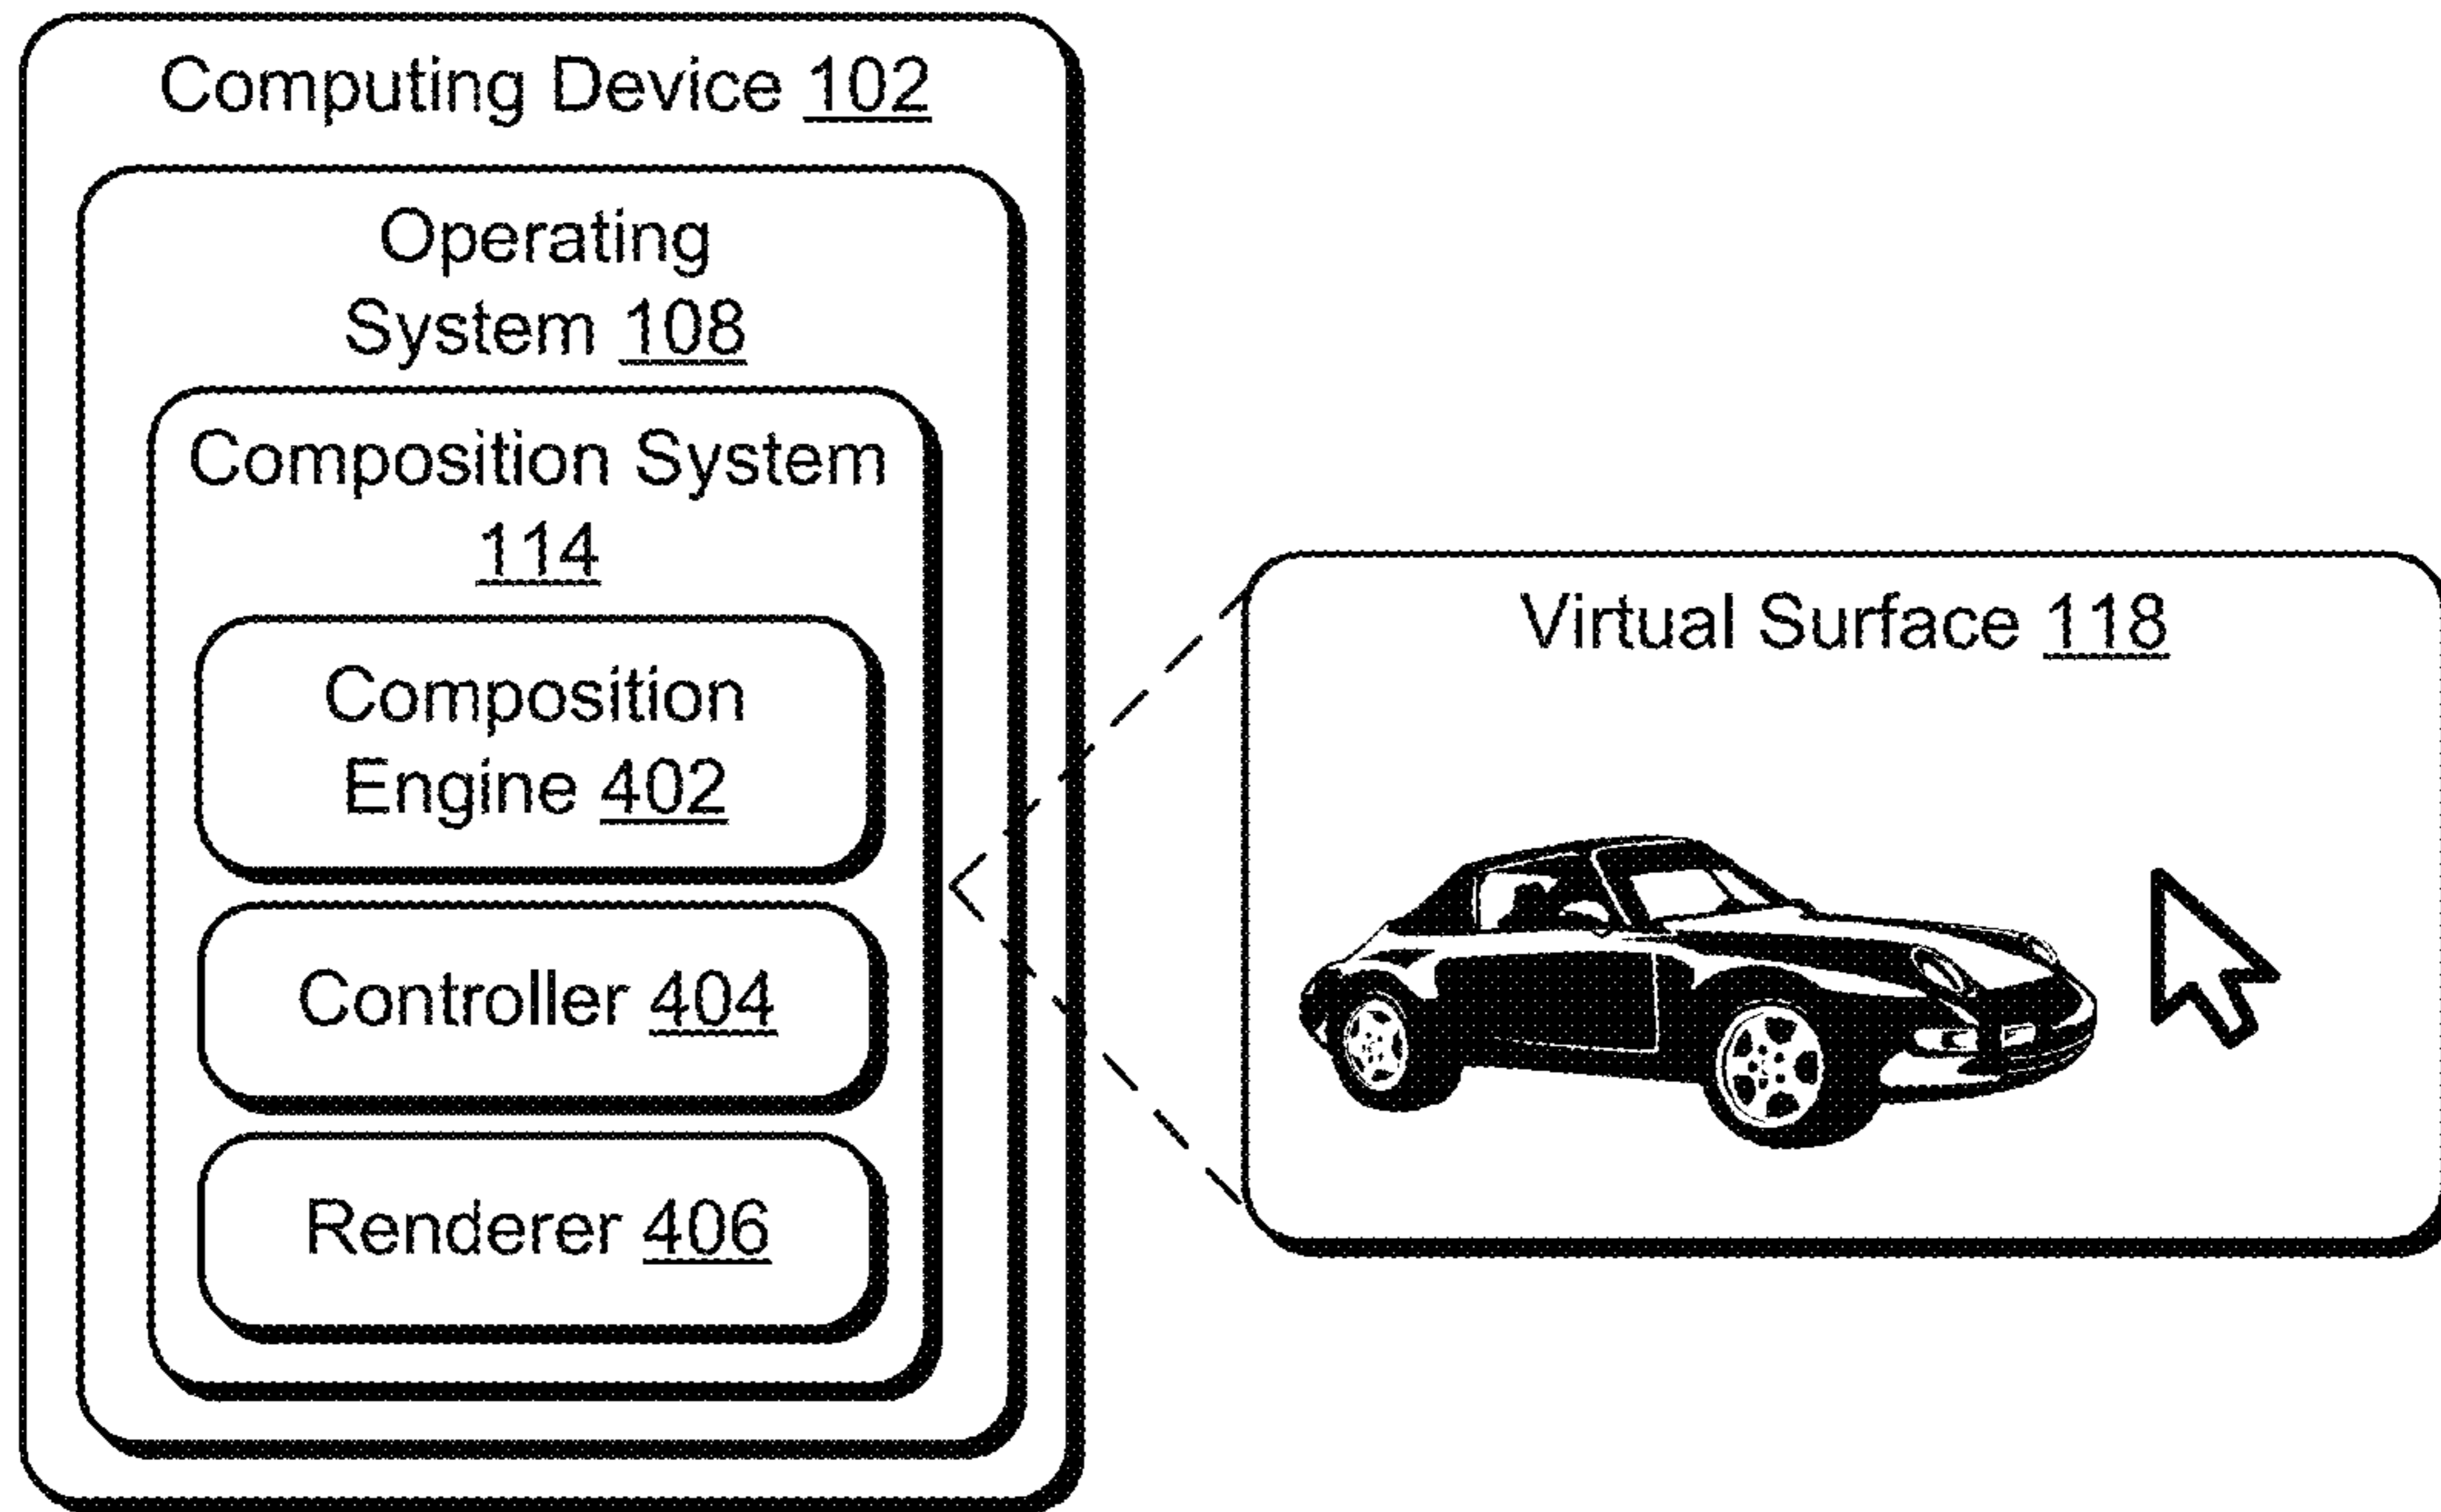 Computing Device 102
Operating
System 108
Composition System
114
Composition
Engine 402
Controller 404
Renderer 406
Virtual Surface 118